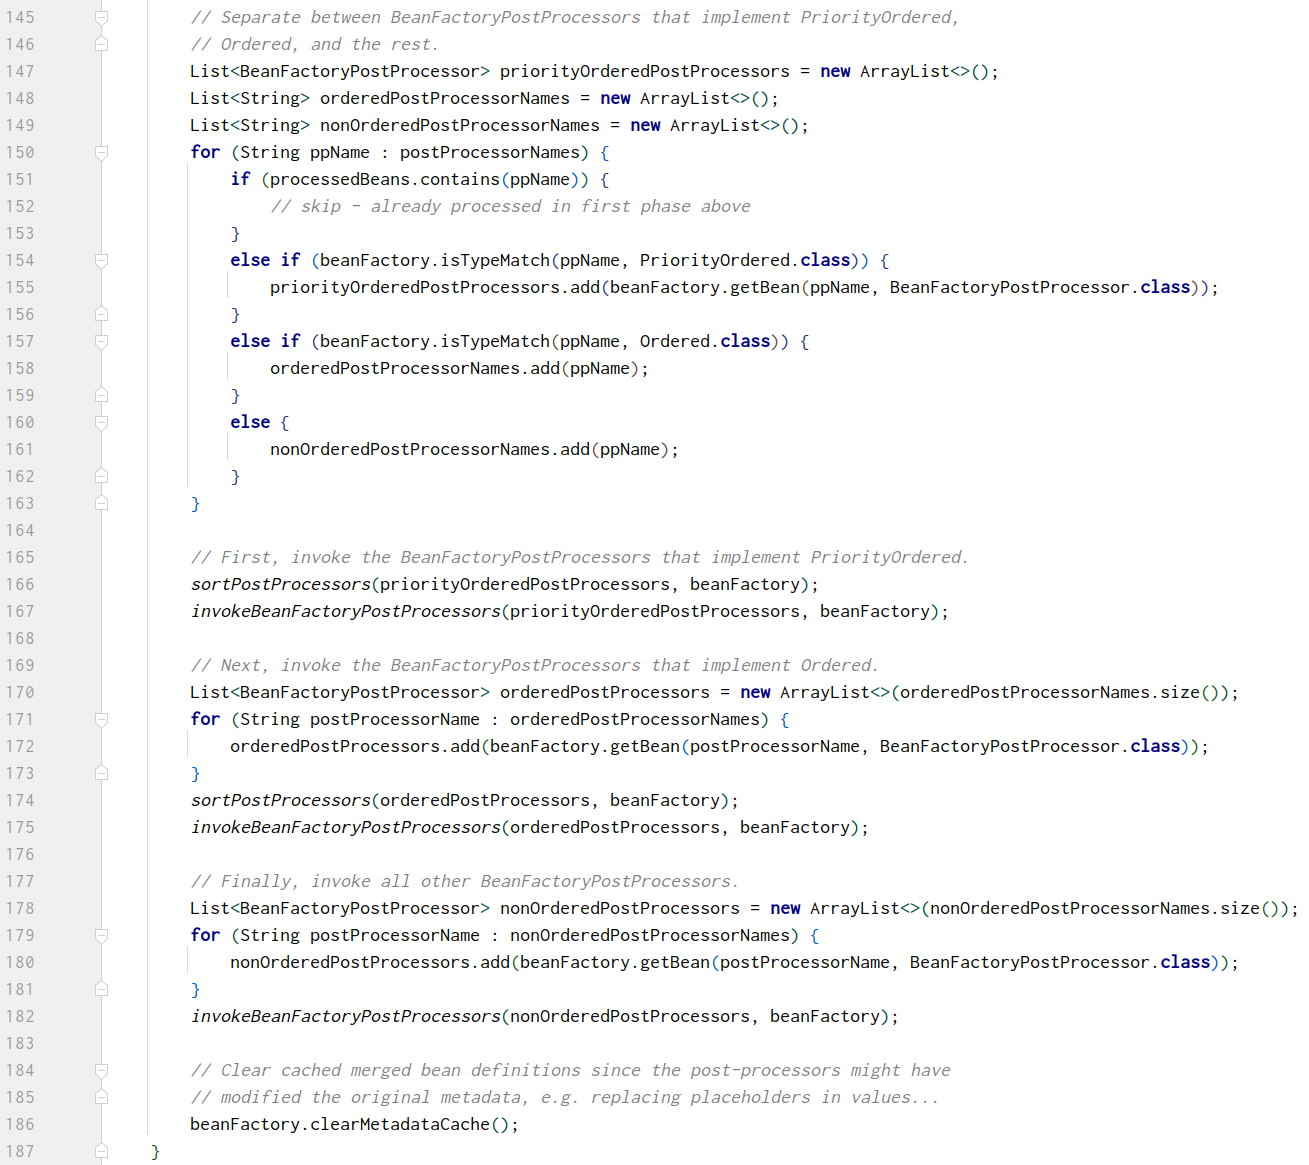 145 // Separate between BeanFactoryPostProcessors that implement PriorityOrdered,
146 // Ordered, and the rest.
147 List<BeanFactoryPostProcessor> priorityOrderedPostProcessors = new ArrayList<>();
148 List<String> orderedPostProcessorNames = new ArrayList<>();
149 List<String> nonOrderedPostProcessorNames = new ArrayList<>();
150 for (String ppName : postProcessorNames) {
151 if (processedBeans.contains(ppName)) {
152 // skip - already processed in first phase above
153 }
154 else if (beanFactory.isTypeMatch(ppName, PriorityOrdered.class)) {
155 priorityOrderedPostProcessors.add(beanFactory.getBean(ppName, BeanFactoryPostProcessor.class));
156 }
157 else if (beanFactory.isTypeMatch(ppName, Ordered.class)) {
158 orderedPostProcessorNames.add(ppName);
159 }
160 else {
161 nonOrderedPostProcessorNames.add(ppName);
162 }
163 }
164
165 // First, invoke the BeanFactoryPostProcessors that implement PriorityOrdered.
166 sortPostProcessors(priorityOrderedPostProcessors, beanFactory);
167 invokeBeanFactoryPostProcessors(priorityOrderedPostProcessors, beanFactory);
168
169 // Next, invoke the BeanFactoryPostProcessors that implement Ordered.
170 List<BeanFactoryPostProcessor> orderedPostProcessors = new ArrayList<>(orderedPostProcessorNames.size());
171 for (String postProcessorName : orderedPostProcessorNames) {
172 orderedPostProcessors.add(beanFactory.getBean(postProcessorName, BeanFactoryPostProcessor.class));
173 }
174 sortPostProcessors(orderedPostProcessors, beanFactory);
175 invokeBeanFactoryPostProcessors(orderedPostProcessors, beanFactory);
176
177 // Finally, invoke all other BeanFactoryPostProcessors.
178 List<BeanFactoryPostProcessor> nonOrderedPostProcessors = new ArrayList<>(nonOrderedPostProcessorNames.size());
179 for (String postProcessorName : nonOrderedPostProcessorNames) {
180 nonOrderedPostProcessors.add(beanFactory.getBean(postProcessorName, BeanFactoryPostProcessor.class));
181 }
182 invokeBeanFactoryPostProcessors(nonOrderedPostProcessors, beanFactory);
183
184 // Clear cached merged bean definitions since the post-processors might have
185 // modified the original metadata, e.g. replacing placeholders in values...
186 beanFactory.clearMetadataCache();
187 }